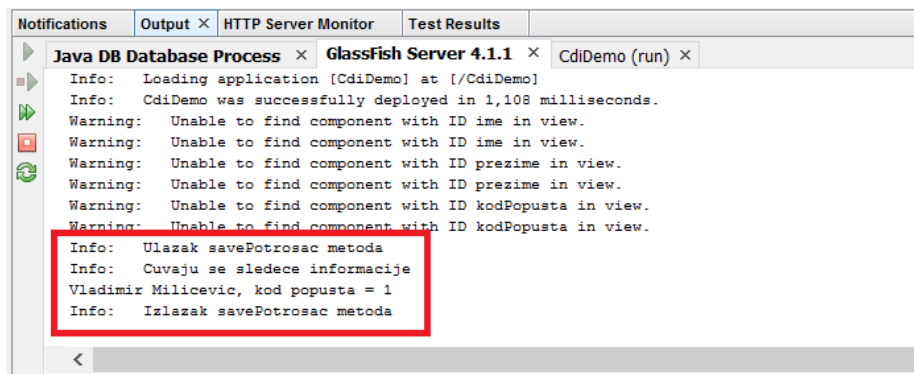 Notifications Output × HTTP Server Monitor Test Results
Java DB Database Process × GlassFish Server 4.1.1 × CdiDemo (run) ×
Info: Loading application [CdiDemo] at [/CdiDemo]
Info: CdiDemo was successfully deployed in 1,108 milliseconds.
Warning: Unable to find component with ID ime in view.
Warning: Unable to find component with ID ime in view.
Warning: Unable to find component with ID prezime in view.
Warning: Unable to find component with ID prezime in view.
Warning: Unable to find component with ID kodPopusta in view.
Warning: Unable to find component with ID kodPopusta in view.
Info: Ulazak savePotrosac metoda
Info: Cuvaju se sledece informacije
Vladimir Milicevic, kod popusta = 1
Info: Izlazak savePotrosac metoda